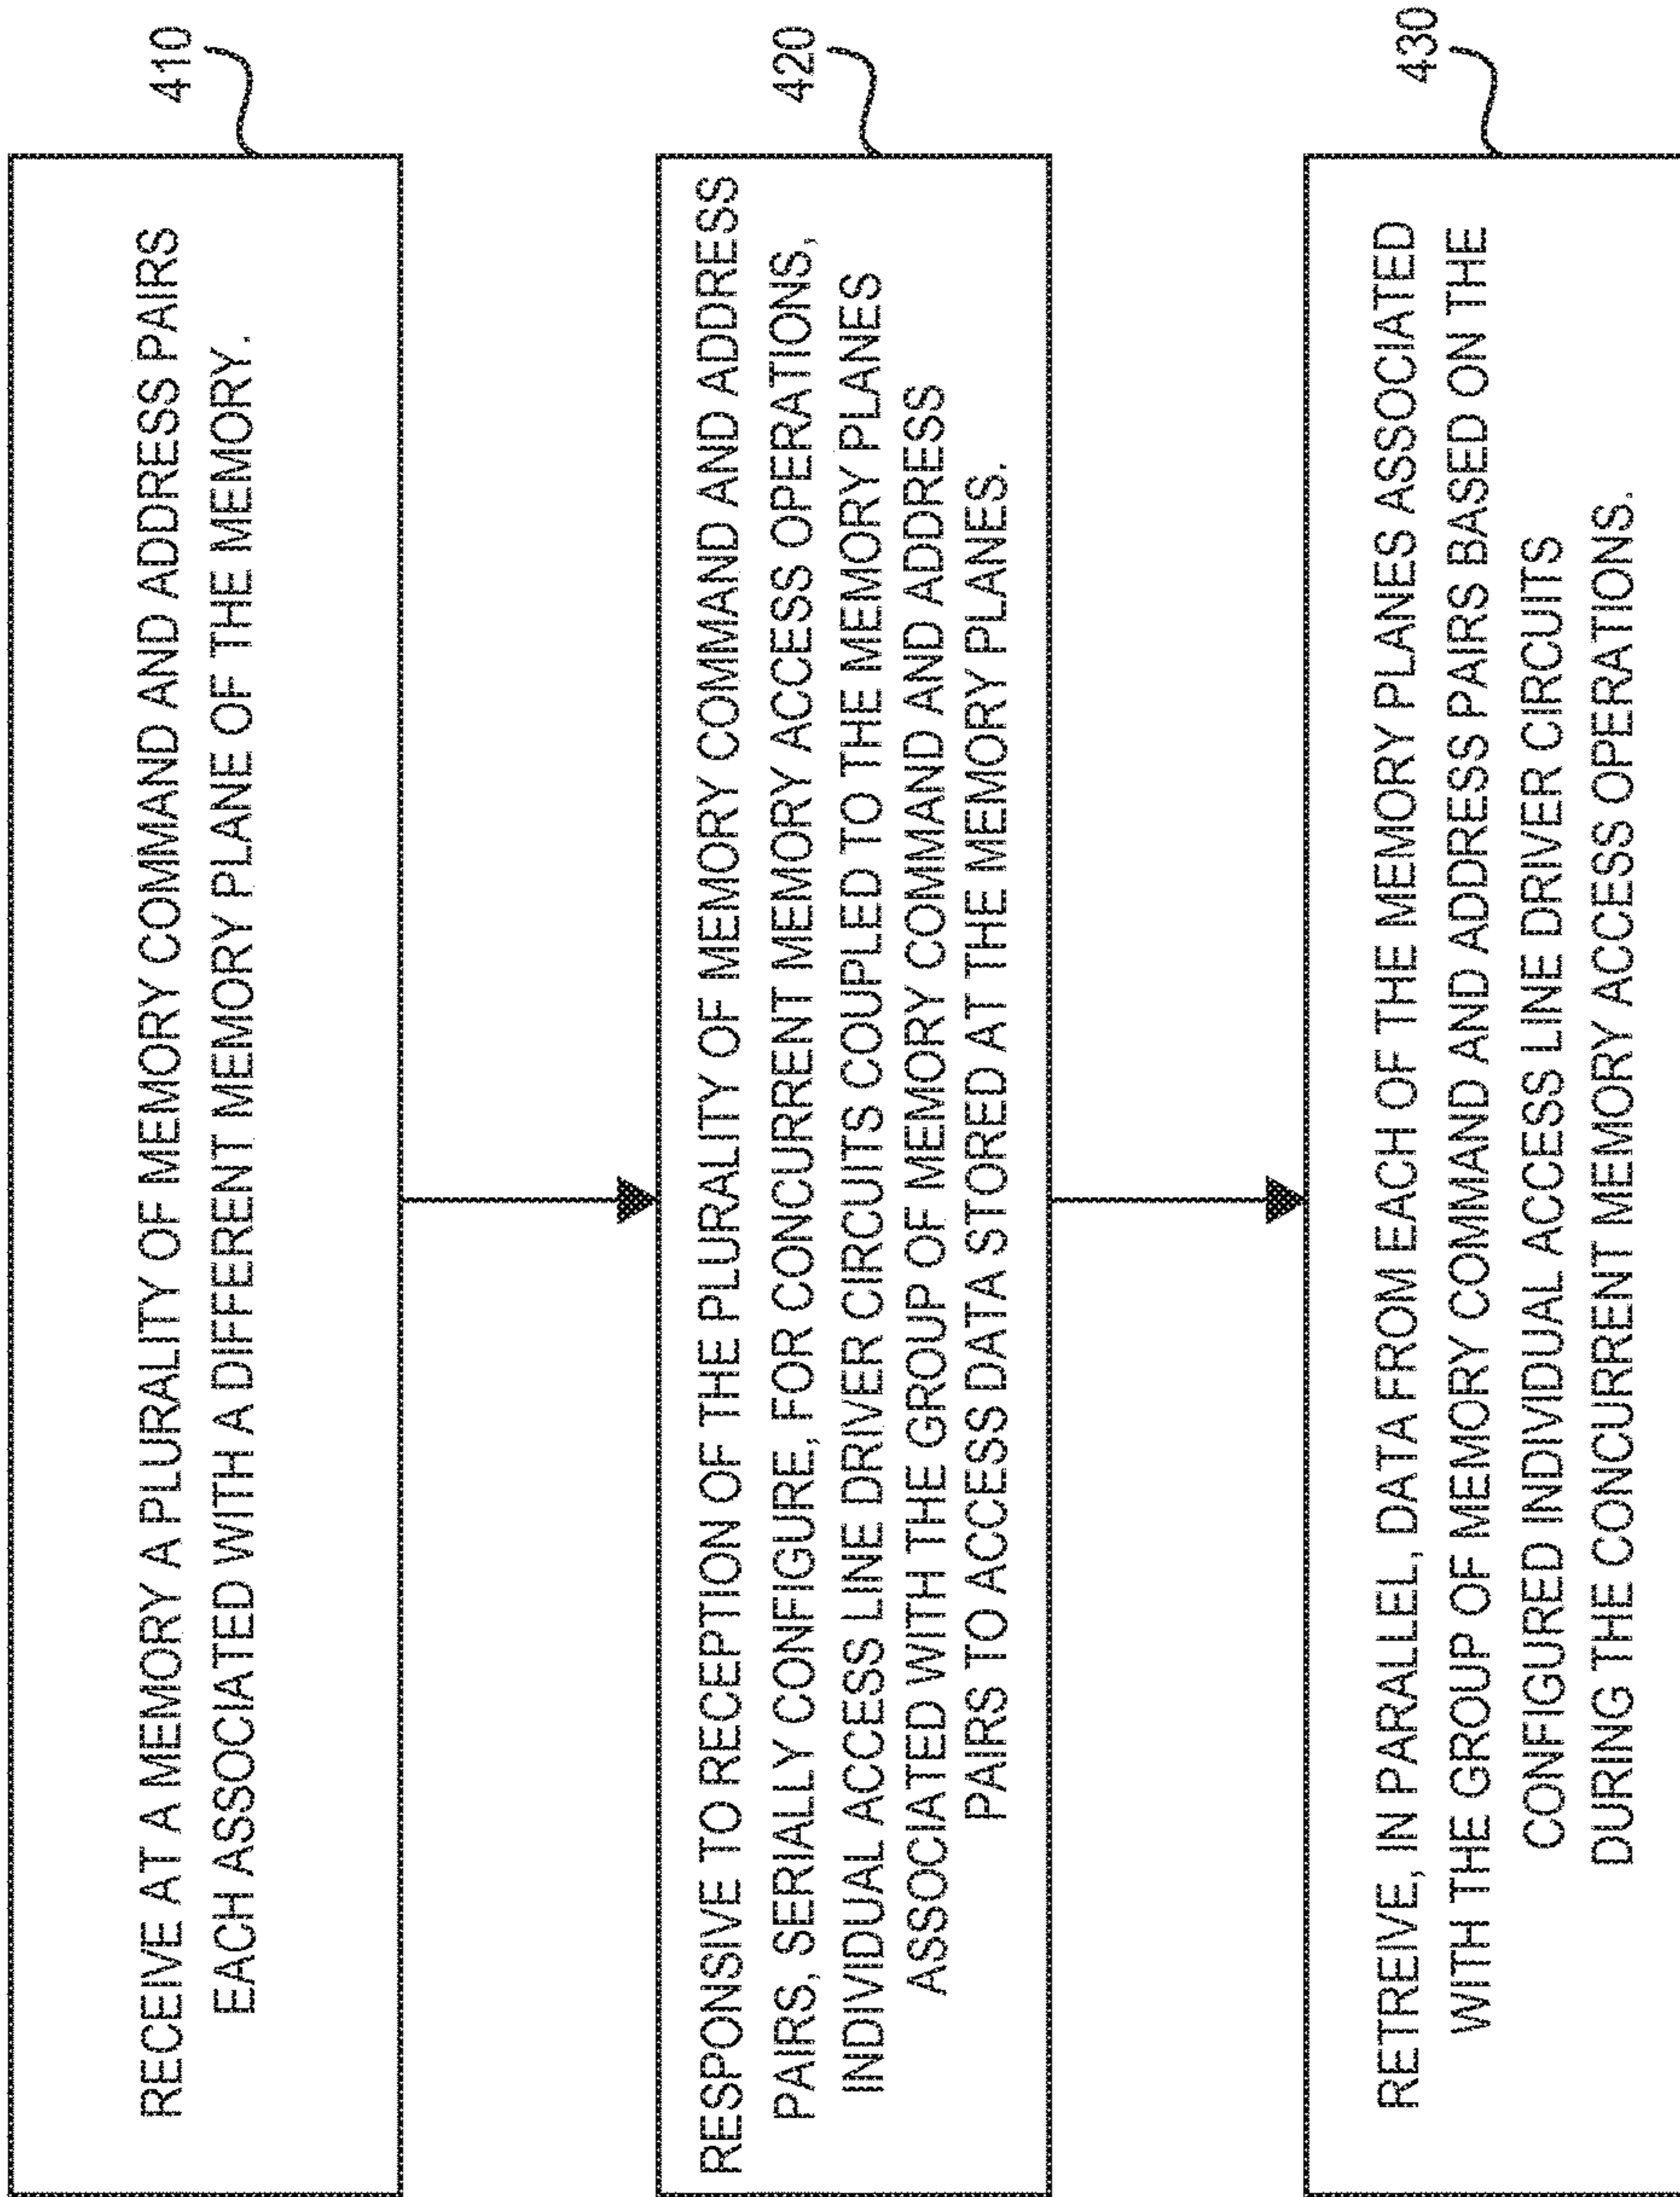 RECEIVE AT A MEMORY A PLURALITY OF MEMORY COMMAND AND ADDRESS PAIRS
EACH ASSOCIATED WITH A DIFFERENT MEMORY PLANE OF THE MEMORY.
410
RESPONSIVE TO RECEPTION OF THE PLURALITY OF MEMORY COMMAND AND ADDRESS
PAIRS, SERIALLY CONFIGURE, FOR CONCURRENT MEMORY ACCESS OPERATIONS,
INDIVIDUAL ACCESS LINE DRIVER CIRCUITS COUPLED TO THE MEMORY PLANES
ASSOCIATED WITH THE GROUP OF MEMORY COMMAND AND ADDRESS
PAIRS TO ACCESS DATA STORED AT THE MEMORY PLANES.
420
RETREIVE, IN PARALLEL, DATA FROM EACH OF THE MEMORY PLANES ASSOCIATED
WITH THE GROUP OF MEMORY COMMAND AND ADDRESS PAIRS BASED ON THE
CONFIGURED INDIVIDUAL ACCESS LINE DRIVER CIRCUITS
DURING THE CONCURRENT MEMORY ACCESS OPERATIONS.
430